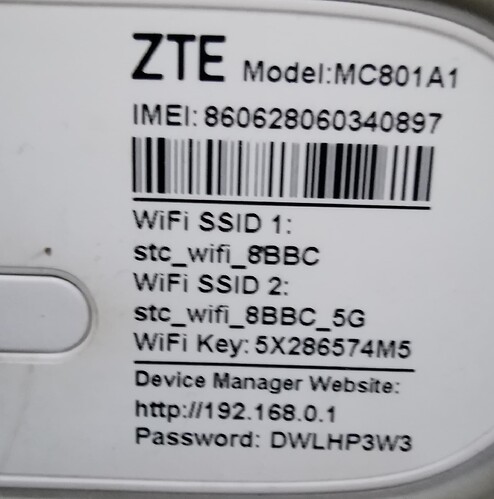 ZTE Model:MC801A1
IMEI: 860628060340897
WiFi SSID 1:
stc_wifi_8BBC
WiFi SSID 2:
stc_wifi_8BBC_5G
WiFi Key: 5X286574M5
Device Manager Website:
http://192.168.0.1
Password: DWLHP3W3